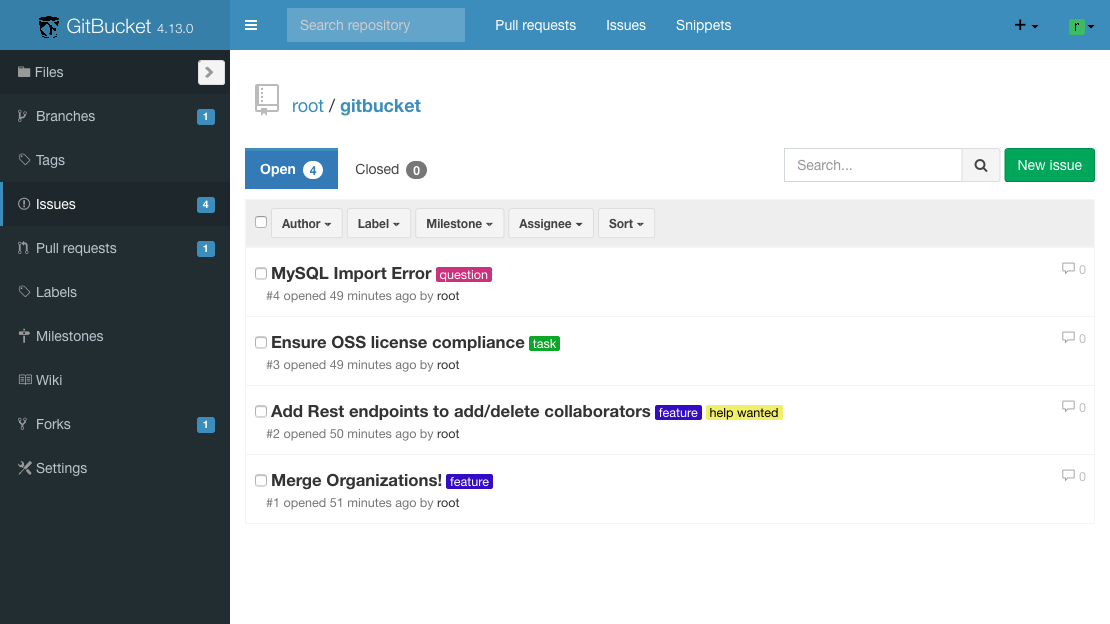 GitBucket 4.13.0
Search repository
Pull requests
Issues
Snippets
+
r
Files
Branches 1
Tags
Issues 4
Pull requests 1
Labels
Milestones
Wiki
Forks 1
Settings
root / gitbucket
Open 4
Closed 0
Search...
New issue
Author
Label
Milestone
Assignee
Sort
MySQL Import Error question
0
#4 opened 49 minutes ago by root
Ensure OSS license compliance task
0
#3 opened 49 minutes ago by root
Add Rest endpoints to add/delete collaborators feature help wanted
0
#2 opened 50 minutes ago by root
Merge Organizations! feature
0
#1 opened 51 minutes ago by root